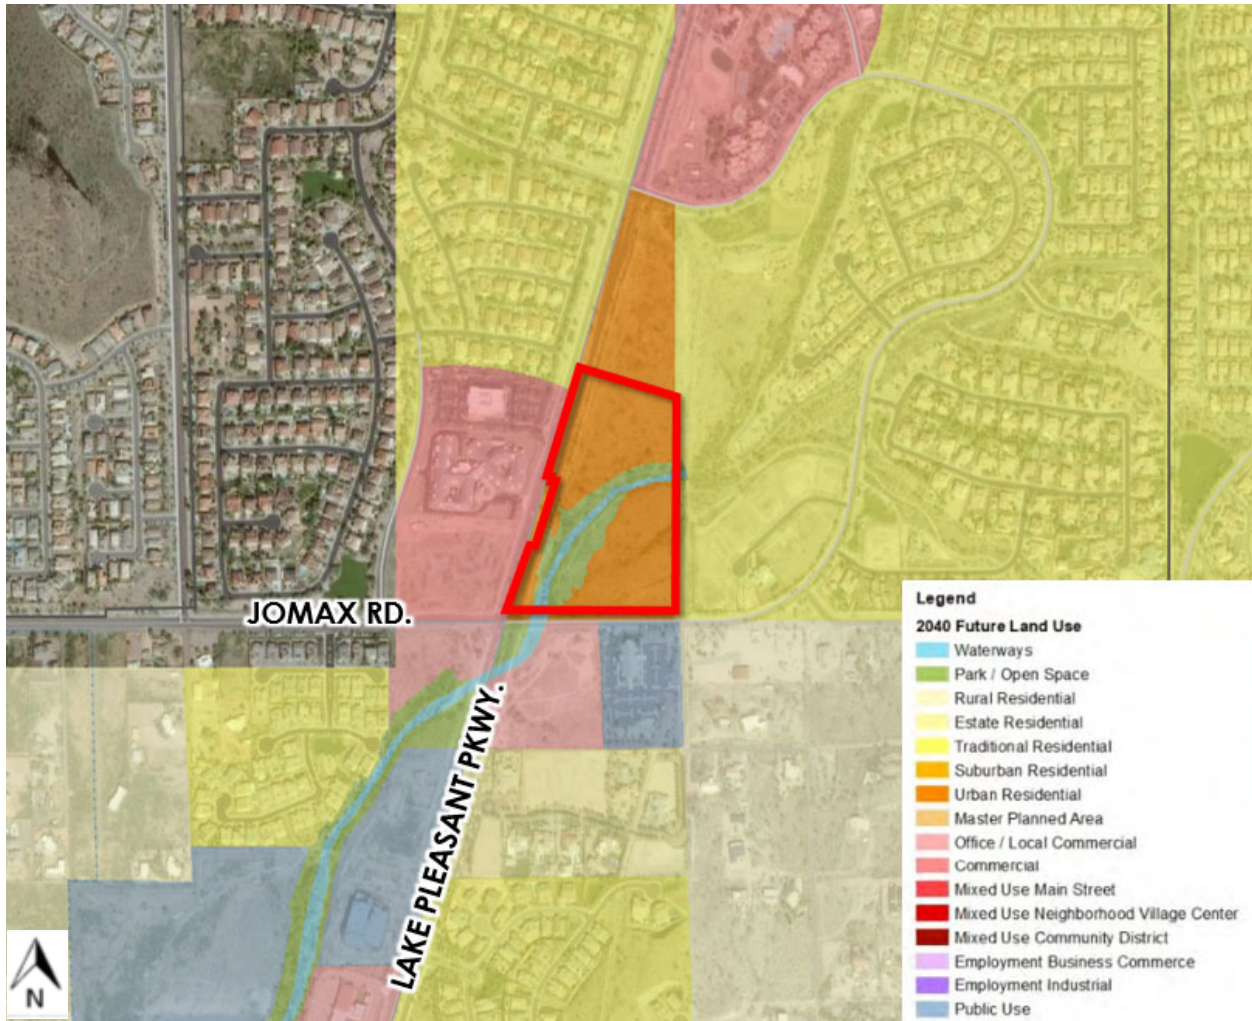 JOMAX RD.
LAKE PLEASANT PKWY.
N
Legend
2040 Future Land Use
Waterways
Park / Open Space
Rural Residential
Estate Residential
Traditional Residential
Suburban Residential
Urban Residential
Master Planned Area
Office / Local Commercial
Commercial
Mixed Use Main Street
Mixed Use Neighborhood Village Center
Mixed Use Community District
Employment Business Commerce
Employment Industrial
Public Use